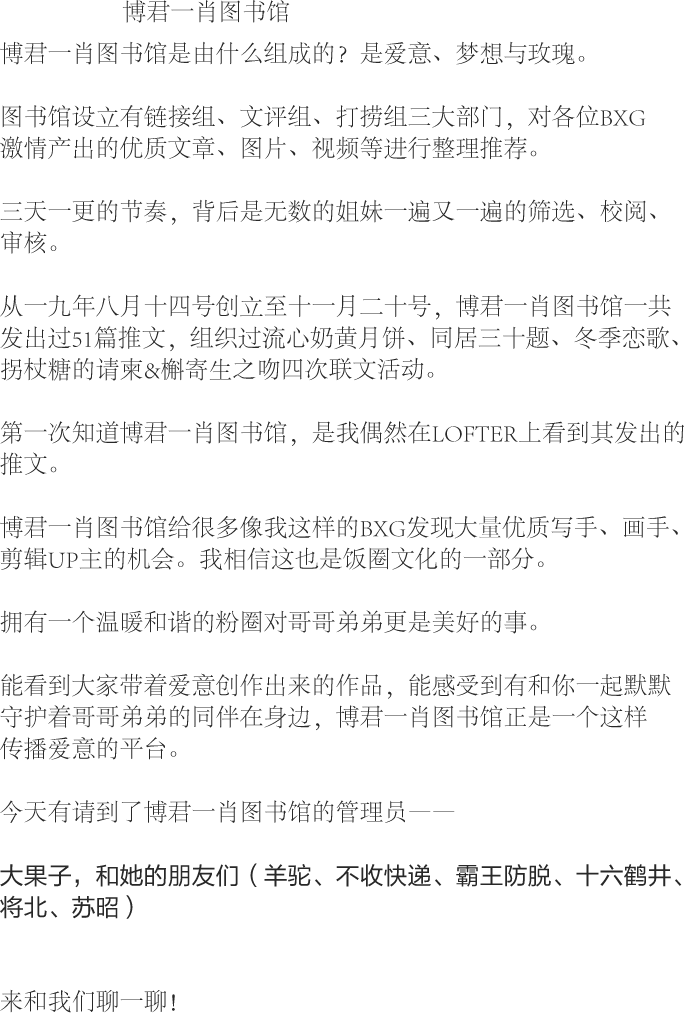 博君一肖图书馆
博君一肖图书馆是由什么组成的？是爱意、梦想与玫瑰。
图书馆设立有链接组、文评组、打捞组三大部门，对各位BXG
激情产出的优质文章、图片、视频等进行整理推荐。
三天一更的节奏，背后是无数的姐妹一遍又一遍的筛选、校阅、
审核。
从一九年八月十四号创立至十一月二十号，博君一肖图书馆一共
发出过51篇推文，组织过流心奶黄月饼、同居三十题、冬季恋歌、
拐杖糖的请柬&槲寄生之吻四次联文活动。
第一次知道博君一肖图书馆，是我偶然在LOFTER上看到其发出的
推文。
博君一肖图书馆给很多像我这样的BXG发现大量优质写手、画手、
剪辑UP主的机会。我相信这也是饭圈文化的一部分。
拥有一个温暖和谐的粉圈对哥哥弟弟更是美好的事。
能看到大家带着爱意创作出来的作品，能感受到有和你一起默默
守护着哥哥弟弟的同伴在身边，博君一肖图书馆正是一个这样
传播爱意的平台。
今天有请到了博君一肖图书馆的管理员——
大果子，和她的朋友们（羊驼、不收快递、霸王防脱、十六鹤井、
将北、苏昭）
来和我们聊一聊！